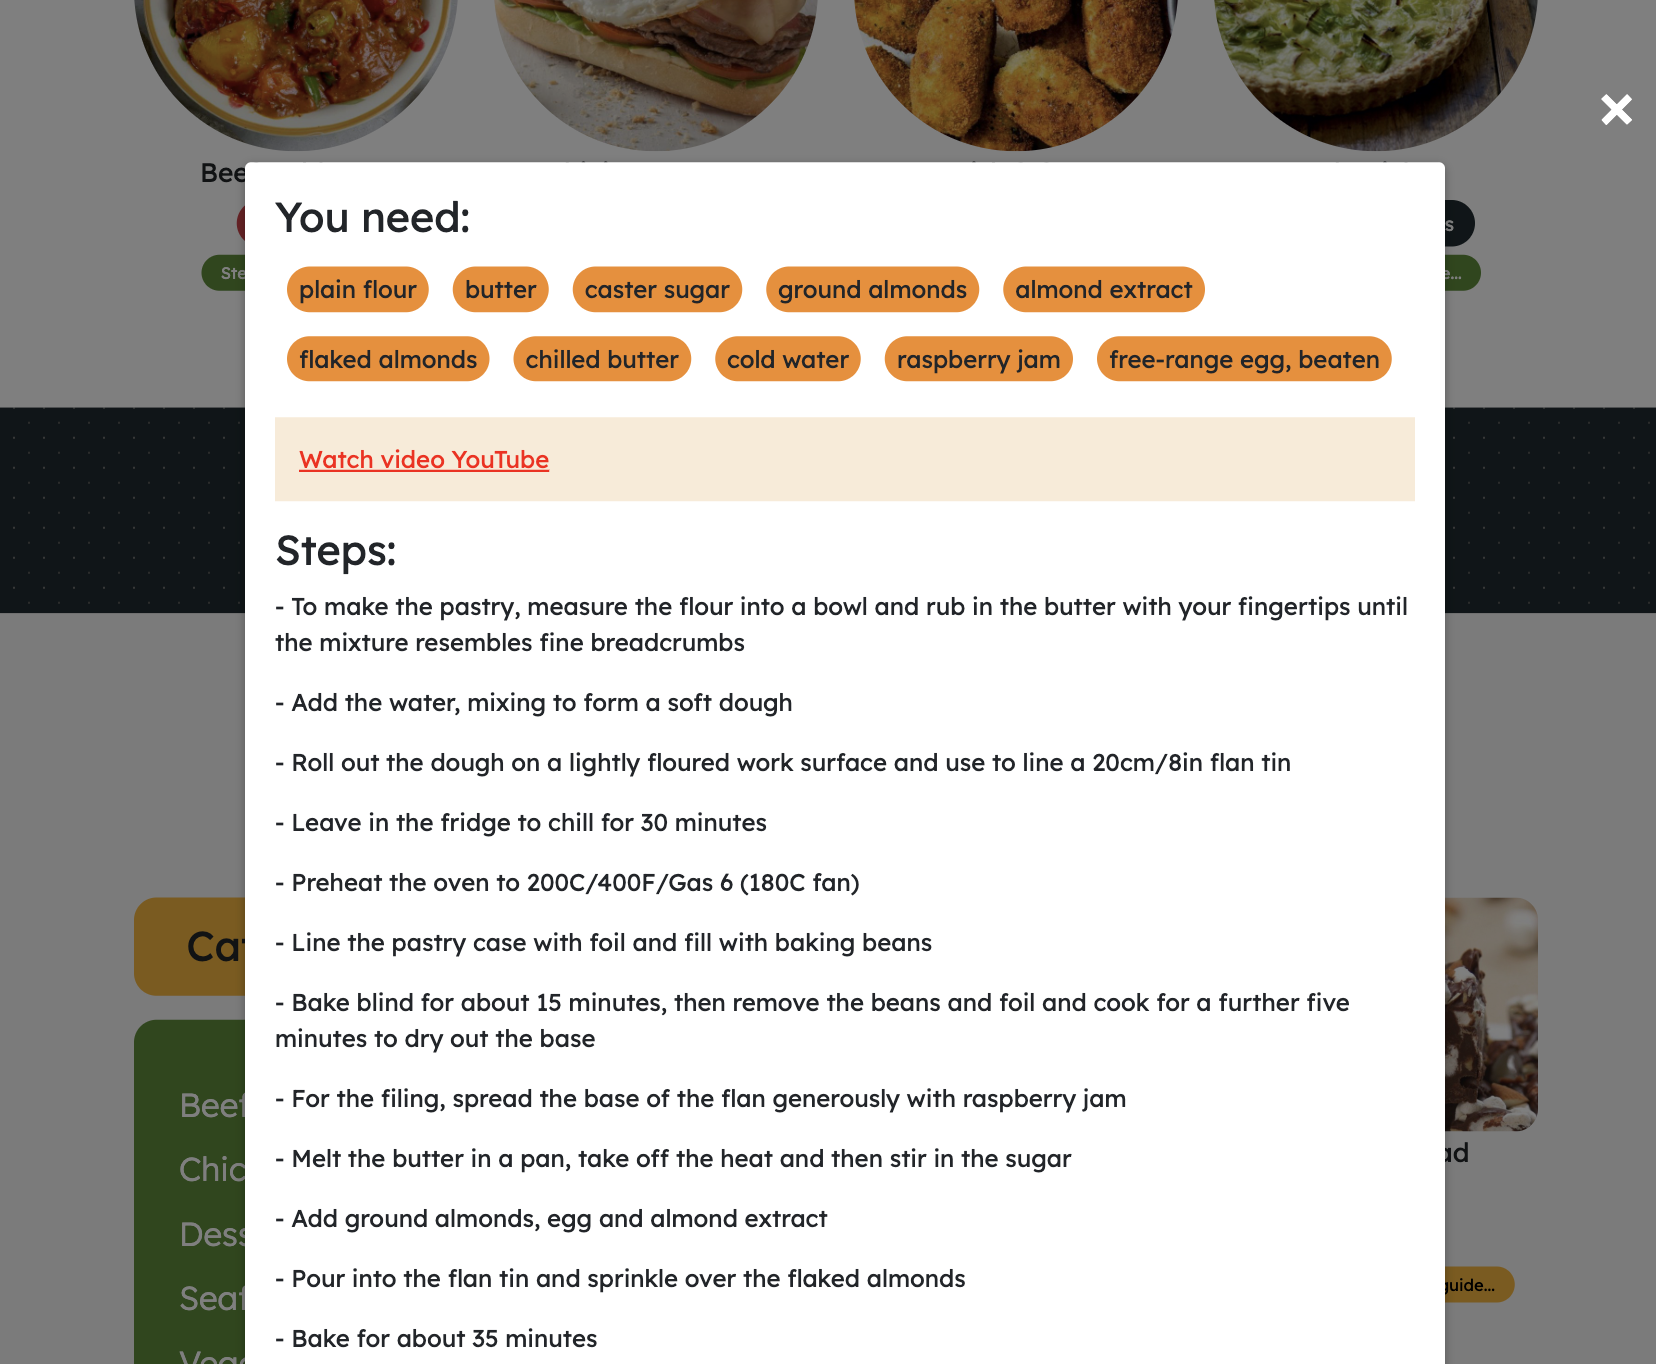 Bee
You need:
plain flour butter caster sugar ground almonds almond extract
s
Ste
e...
flaked almonds chilled butter cold water raspberry jam free-range egg, beaten
Watch video YouTube
Steps:
- To make the pastry, measure the flour into a bowl and rub in the butter with your fingertips until
the mixture resembles fine breadcrumbs
- Add the water, mixing to form a soft dough
- Roll out the dough on a lightly floured work surface and use to line a 20cm/8in flan tin
- Leave in the fridge to chill for 30 minutes
- Preheat the oven to 200C/400F/Gas 6 (180C fan)
- Line the pastry case with foil and fill with baking beans
Cat
- Bake blind for about 15 minutes, then remove the beans and foil and cook for a further five
minutes to dry out the base
- For the filing, spread the base of the flan generously with raspberry jam
Beef
- Melt the butter in a pan, take off the heat and then stir in the sugar
Chic
ad
- Add ground almonds, egg and almond extract
Dess
- Pour into the flan tin and sprinkle over the flaked almonds
Seaf
guide...
- Bake for about 35 minutes
Vege